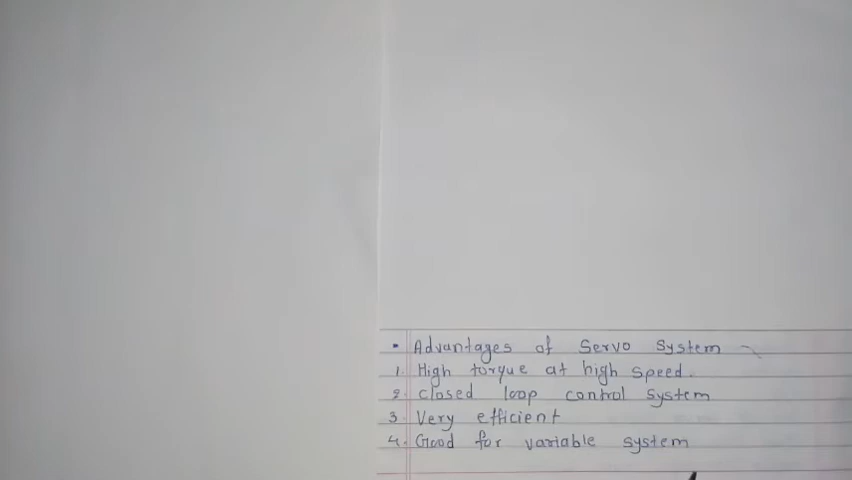 • Advantages of Servo System
1. High torque at high speed.
2. closed loop control system
3. Very efficient
4. Good for variable system